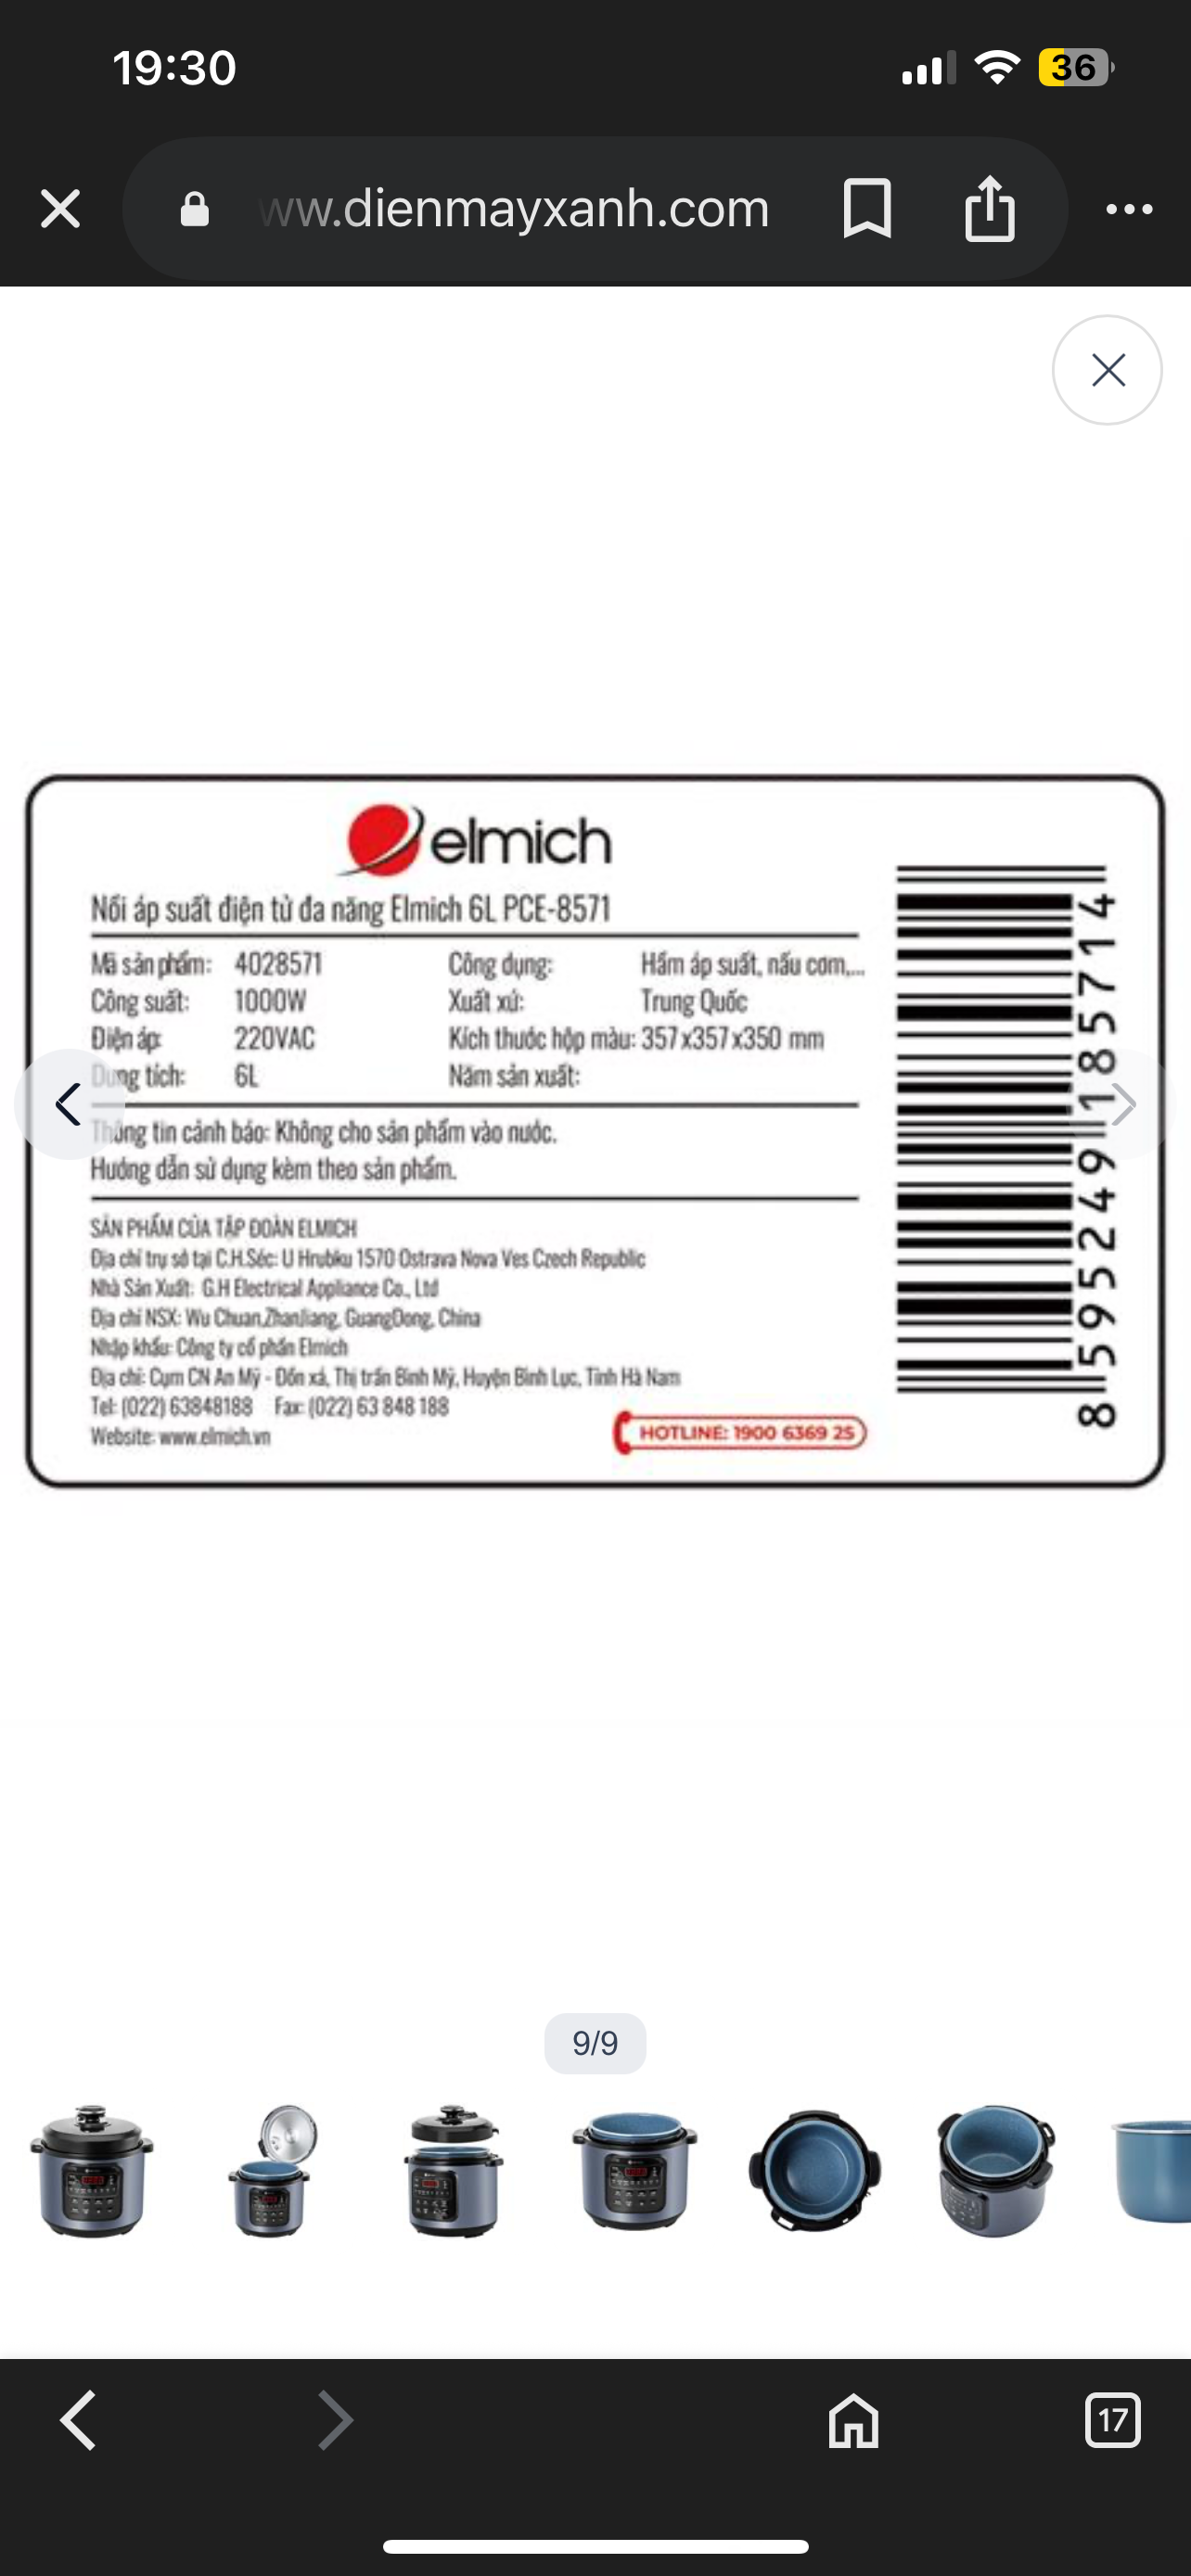 19:30
36
ww.dienmayxanh.com
elmich
Nồi áp suất điện tử đa năng Elmich 6L PCE-8571
Mã sản phẩm: 4028571 Công dụng: Hầm áp suất, nấu cơm,...
Công suất: 1000W Xuất xứ: Trung Quốc
Điện áp: 220VAC Kích thước hộp màu: 357x357x350 mm
Dung tích: 6L Năm sản xuất:
Thông tin cảnh báo: Không cho sản phẩm vào nước.
Hướng dẫn sử dụng kèm theo sản phẩm.
SẢN PHẨM CỦA TẬP ĐOÀN ELMICH
Địa chỉ trụ sở tại C.H.Séc: U Hrubku 1570 Ostrava Nova Ves Czech Republic
Nhà Sản Xuất: G.H Electrical Appliance Co., Ltd
Địa chỉ NSX: Wu Chuan,ZhanJiang, GuangDong, China
Nhập khẩu: Công ty cổ phần Elmich
Địa chỉ: Cụm CN An Mỹ - Đồn xá, Thị trấn Bình Mỹ, Huyện Bình Lục, Tỉnh Hà Nam
Tel: (022) 63848188 Fax: (022) 63 848 188
Website: www.elmich.vn
HOTLINE: 1900 6369 25
8 595249 185714
9/9
17